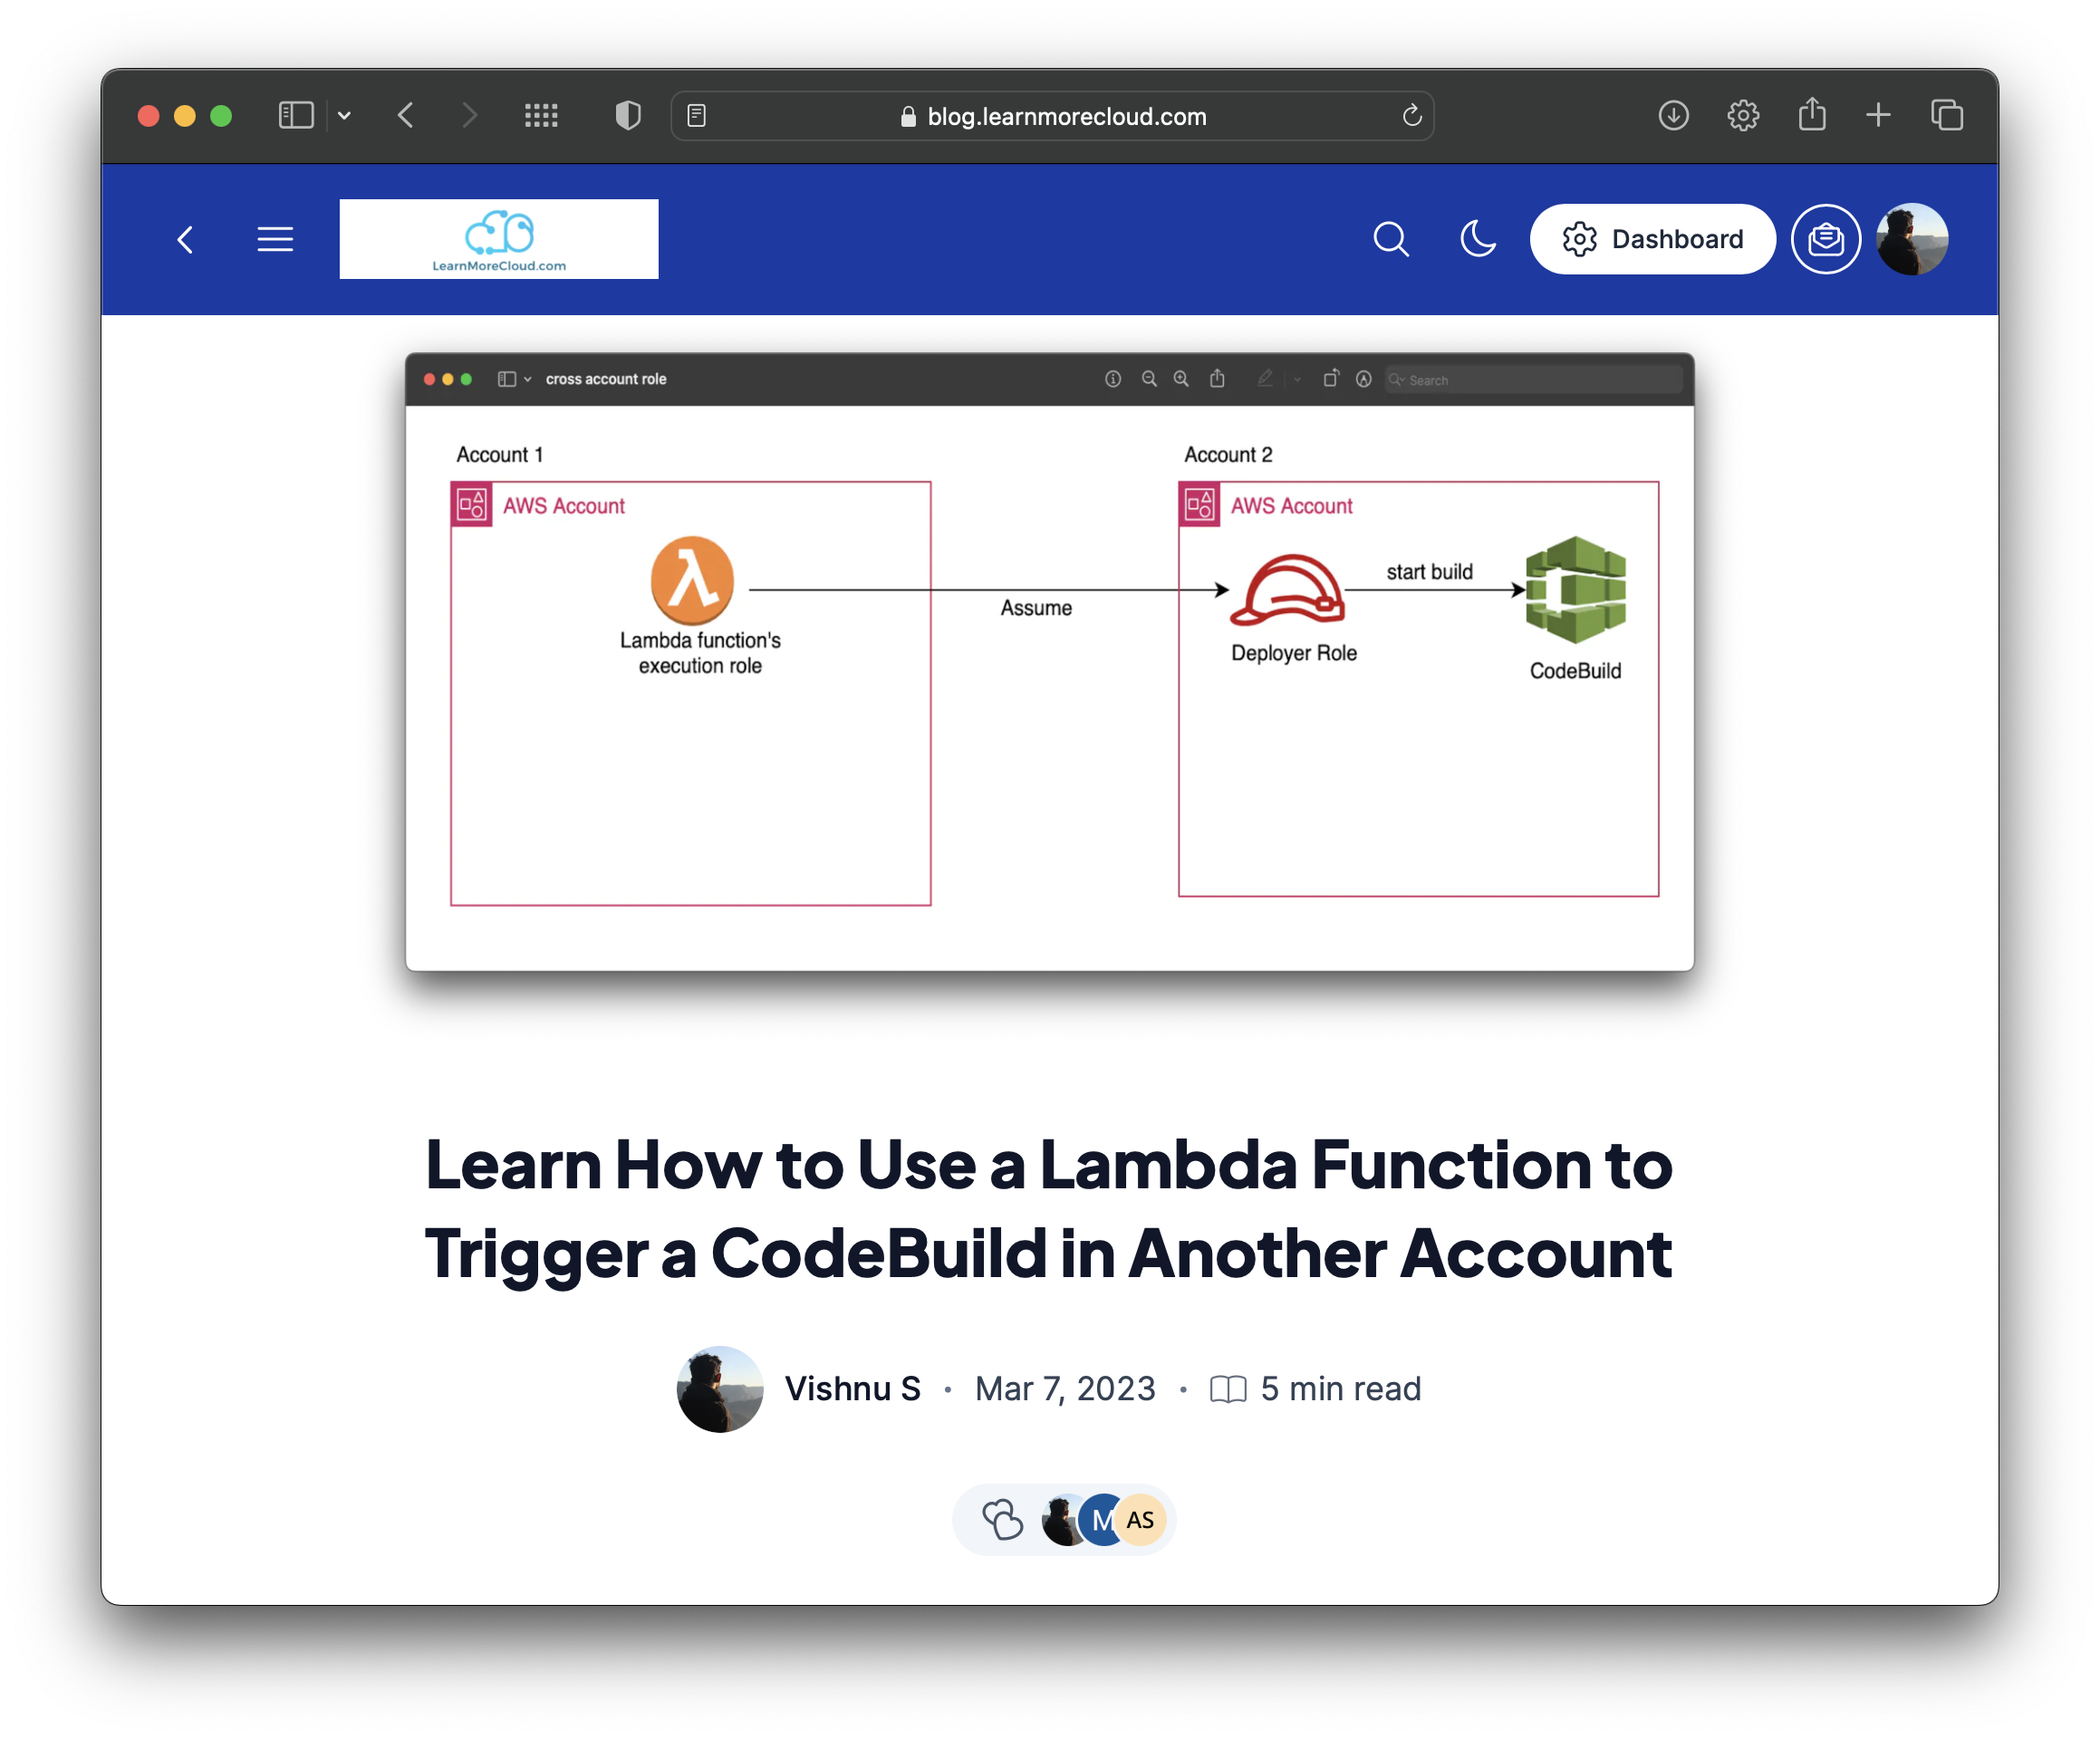 blog.learnmorecloud.com
LearnMoreCloud.com
Dashboard
cross account role
Search
Account 1
Account 2
AWS Account
AWS Account
start build
Assume
Lambda function's
execution role
Deployer Role
CodeBuild
Learn How to Use a Lambda Function to
Trigger a CodeBuild in Another Account
Vishnu S · Mar 7, 2023 · 5 min read
M AS